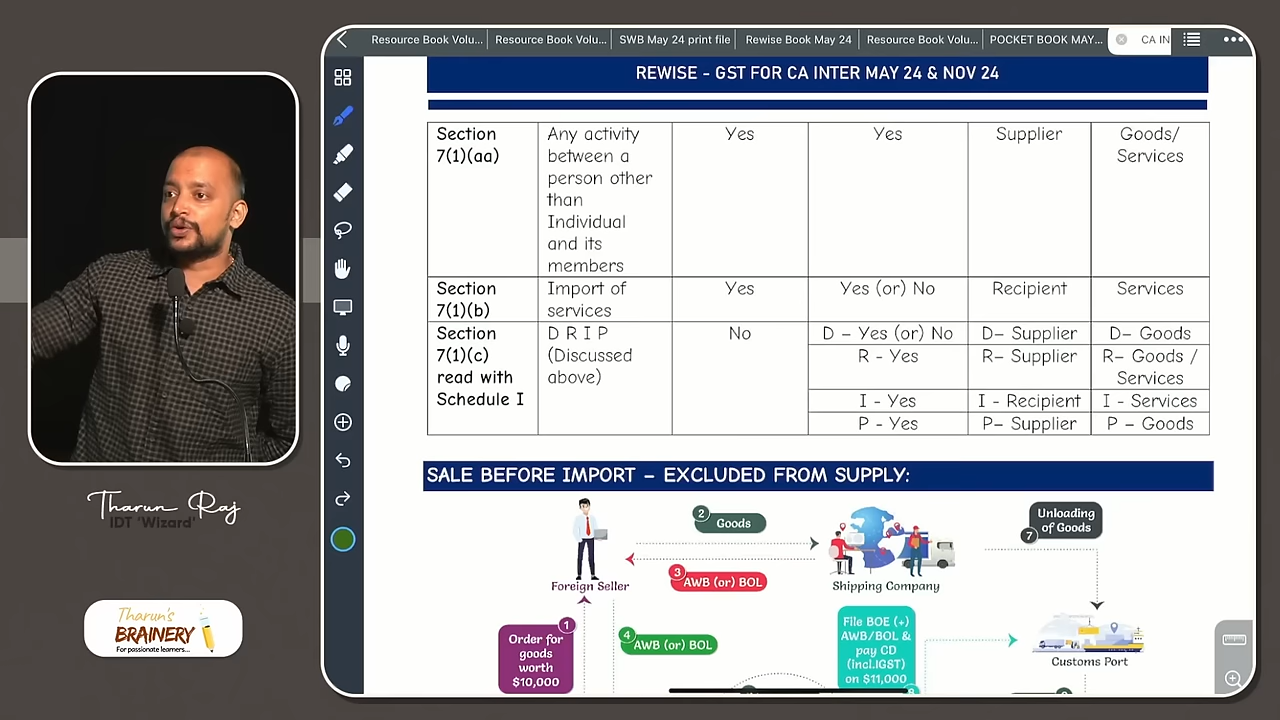 Resource Book Volu...
Resource Book Volu...
SWB May 24 print file
Rewise Book May 24
Resource Book Volu...
POCKET BOOK MAY...
CA IN
REWISE - GST FOR CA INTER MAY 24 & NOV 24
Section 7(1)(aa)
Any activity between a person other than Individual and its members
Yes
Yes
Supplier
Goods/ Services
Section 7(1)(b)
Import of services
Yes
Yes (or) No
Recipient
Services
Section 7(1)(c) read with Schedule I
D R I P (Discussed above)
No
D – Yes (or) No
D– Supplier
D– Goods
R - Yes
R– Supplier
R– Goods / Services
I - Yes
I - Recipient
I - Services
P - Yes
P– Supplier
P – Goods
SALE BEFORE IMPORT – EXCLUDED FROM SUPPLY:
2
Goods
Unloading
of Goods
7
3
AWB (or) BOL
Foreign Seller
Shipping Company
1
Order for
goods
worth
$10,000
4
AWB (or) BOL
File BOE (+)
AWB/BOL &
pay CD
(incl.IGST)
on $11,000
Customs Port
Tharun Raj
IDT 'Wizard'
Tharun's
BRAINERY
For passionate learners...